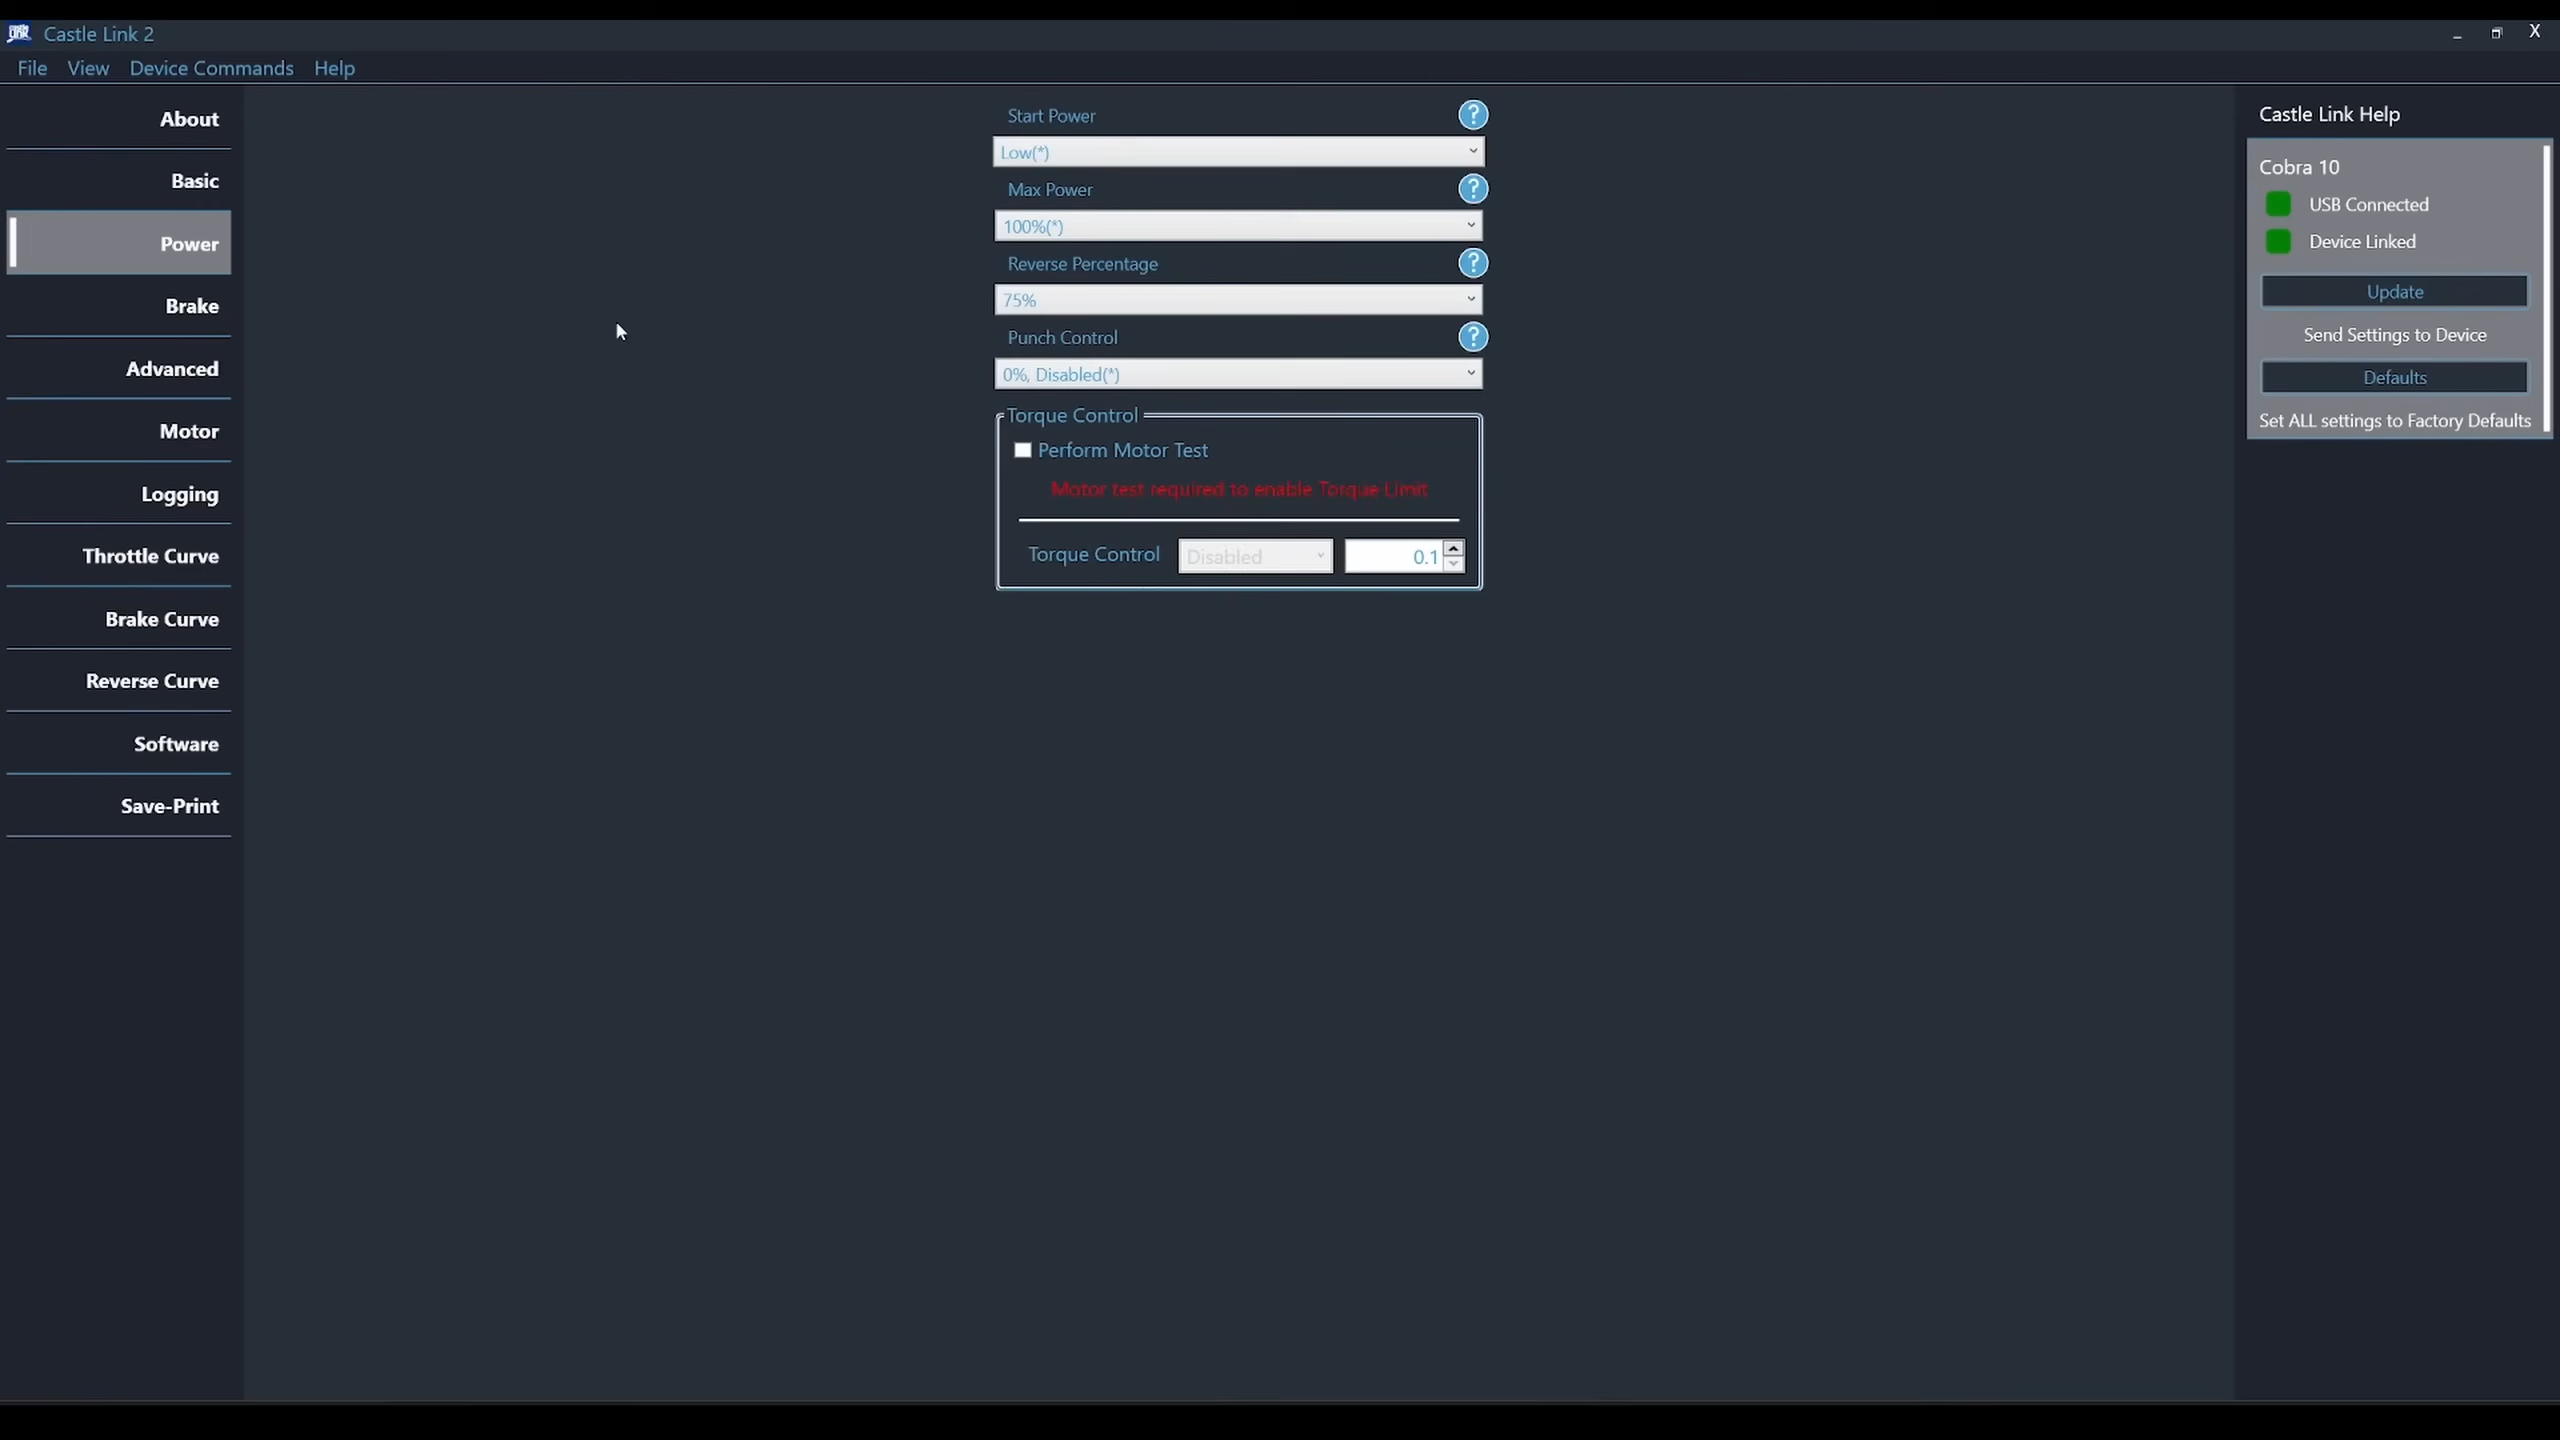 Castle Link 2
File View Device Commands Help
About
Basic
Power
Brake
Advanced
Motor
Logging
Throttle Curve
Brake Curve
Reverse Curve
Software
Save-Print
Start Power ?
Low(*)
Max Power ?
100%(*)
Reverse Percentage ?
75%
Punch Control ?
0%, Disabled(*)
Torque Control
Perform Motor Test
Motor test required to enable Torque Limit
Torque Control Disabled 0.1
Castle Link Help
Cobra 10
USB Connected
Device Linked
Update
Send Settings to Device
Defaults
Set ALL settings to Factory Defaults